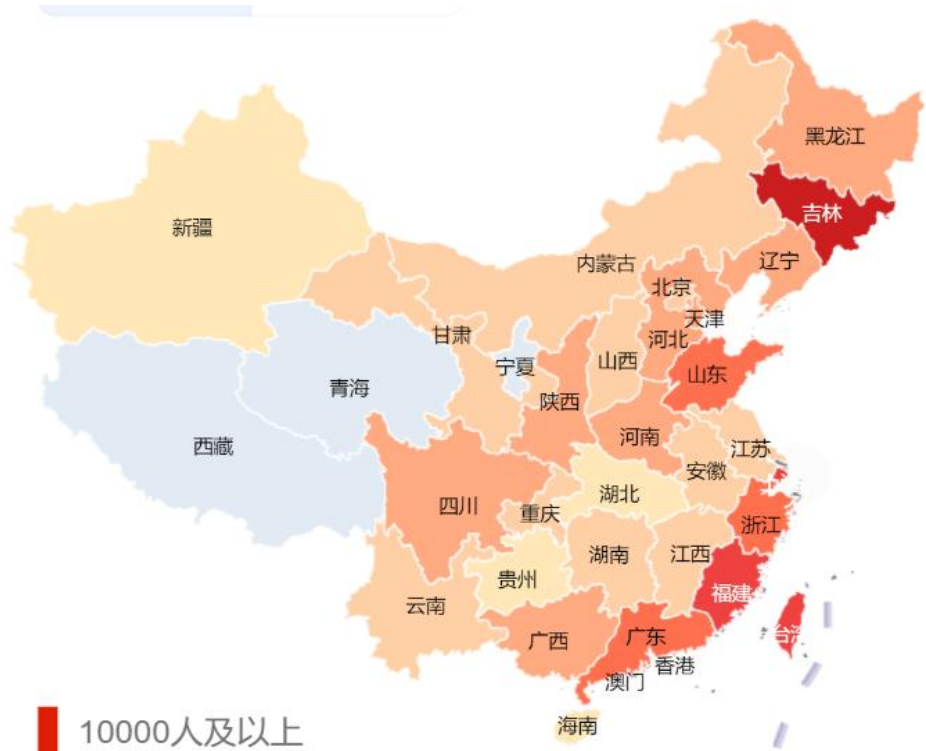 黑龙江
吉林
新疆
辽宁
内蒙古
北京
天津
甘肃
河北
山西
宁夏
山东
青海
陕西
河南
西藏
江苏
安徽
湖北
四川
重庆
浙江
湖南
江西
贵州
福建
云南
台湾
广东
广西
香港
澳门
海南
10000人及以上